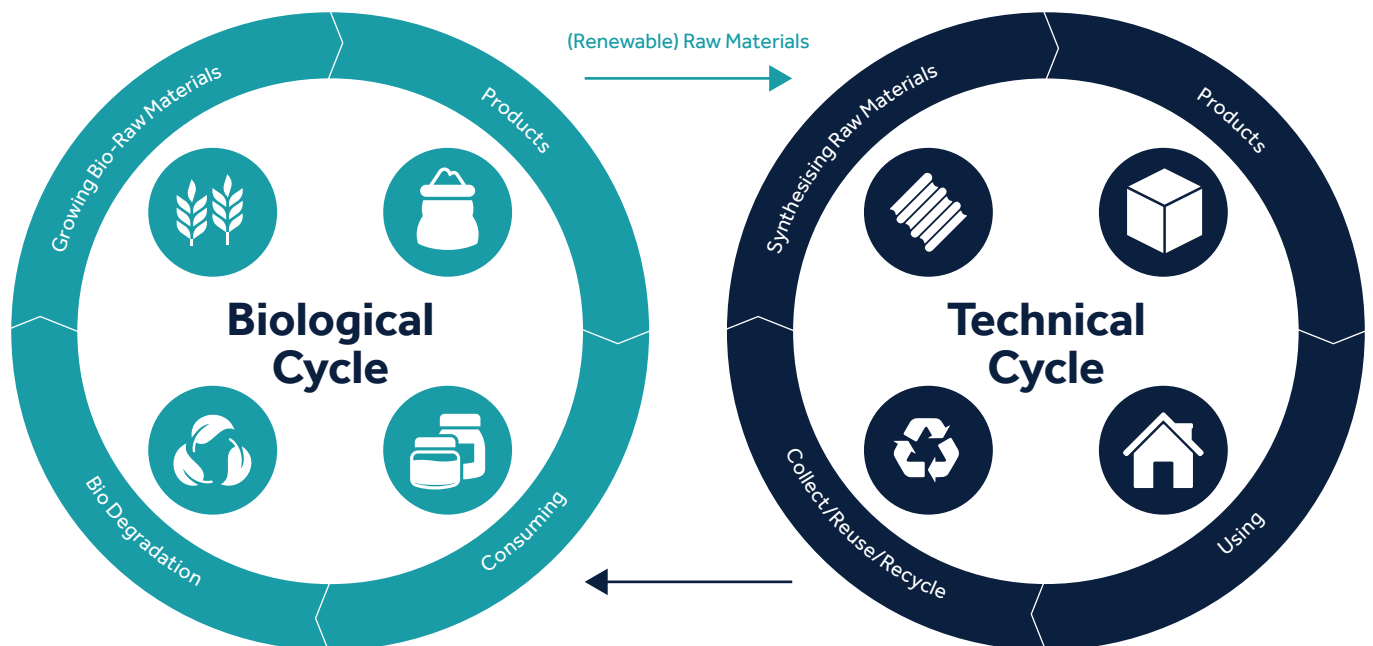 (Renewable) Raw Materials
Growing Bio-Raw Materials
Products
Biological
Cycle
Bio Degradation
Consuming
Synthesising Raw Materials
Products
Technical
Cycle
Collect/Reuse/Recycle
Using